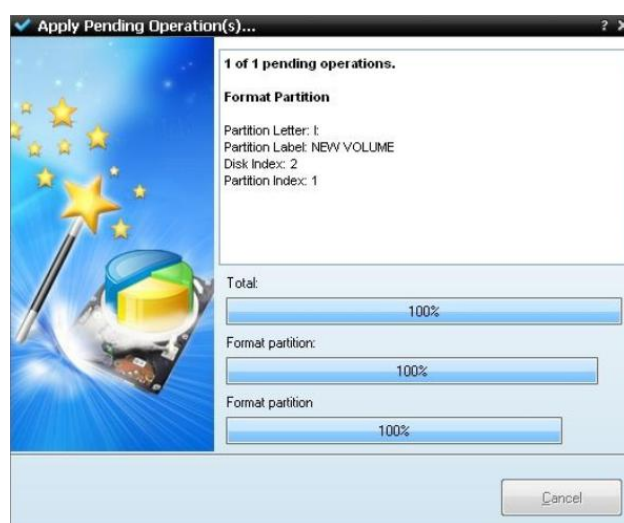 Apply Pending Operation(s)...
1 of 1 pending operations.
Format Partition
Partition Letter: I:
Partition Label: NEW VOLUME
Disk Index: 2
Partition Index: 1
Total:
100%
Format partition:
100%
Format partition
100%
Cancel